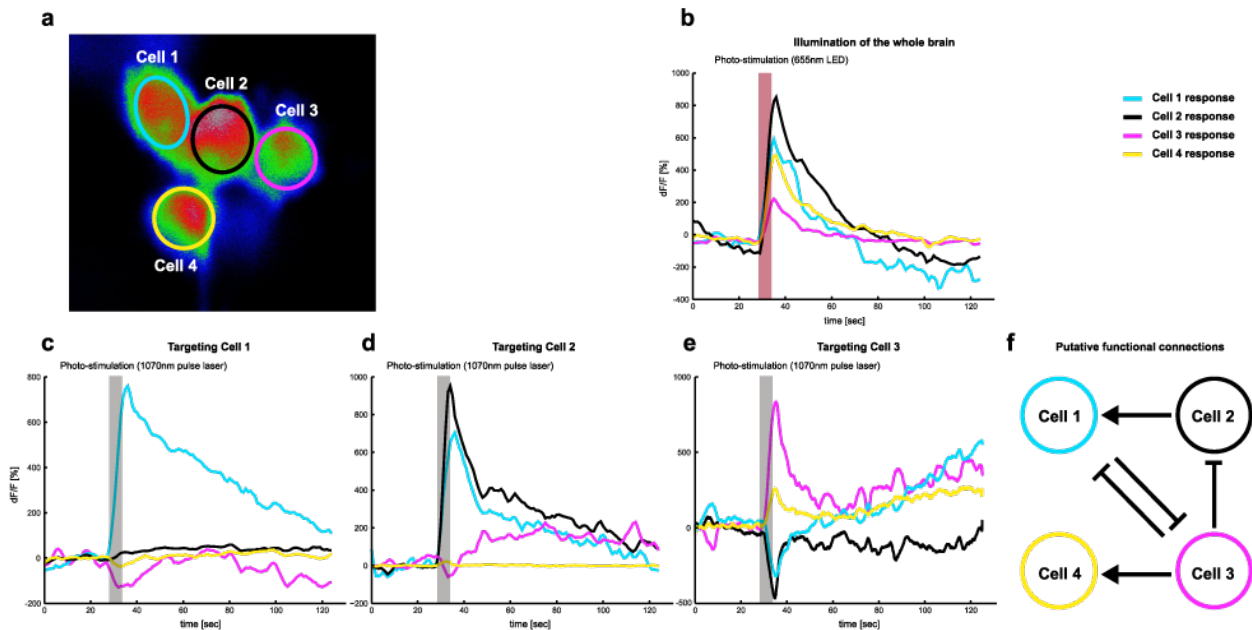 a
Cell 1
Cell 2
Cell 3
Cell 4
b
Illumination of the whole brain
Photo-stimulation (655nm LED)
1000
800
600
400
200
0
-200
-400
dF/F [%]
0 20 40 60 80 100 120
time [sec]
Cell 1 response
Cell 2 response
Cell 3 response
Cell 4 response
c
Targeting Cell 1
Photo-stimulation (1070nm pulse laser)
800
600
400
200
0
-200
dF/F [%]
0 20 40 60 80 100 120
time [sec]
d
Targeting Cell 2
Photo-stimulation (1070nm pulse laser)
1000
800
600
400
200
0
-200
0 20 40 60 80 100 120
time [sec]
e
Targeting Cell 3
Photo-stimulation (1070nm pulse laser)
1000
500
0
-500
0 20 40 60 80 100 120
time [sec]
f
Putative functional connections
Cell 1
Cell 2
Cell 4
Cell 3